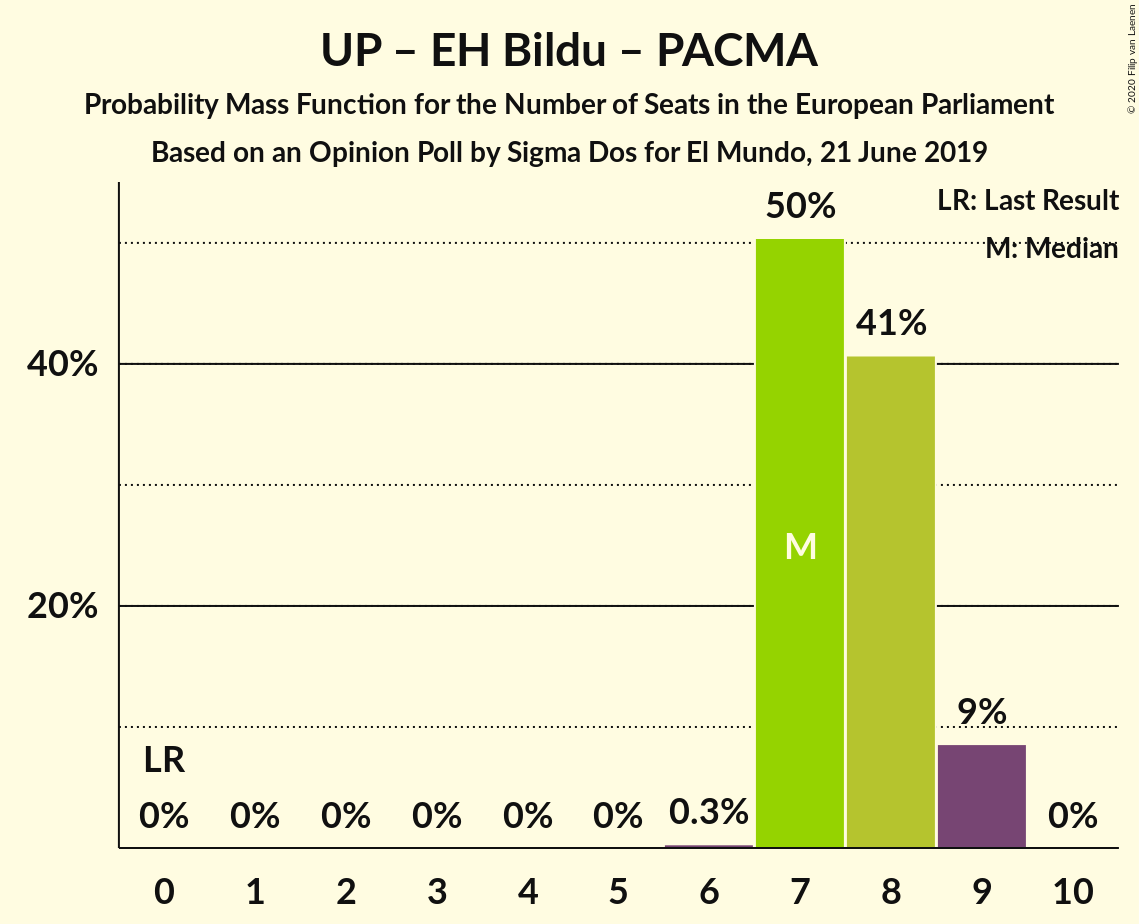 UP – EH Bildu – PACMA
Probability Mass Function for the Number of Seats in the European Parliament
Based on an Opinion Poll by Sigma Dos for El Mundo, 21 June 2019
© 2020 Filip van Laenen
LR: Last Result
M: Median
50%
41%
40%
M
20%
9%
LR
0% 0% 0% 0% 0% 0% 0.3% 0%
0 1 2 3 4 5 6 7 8 9 10